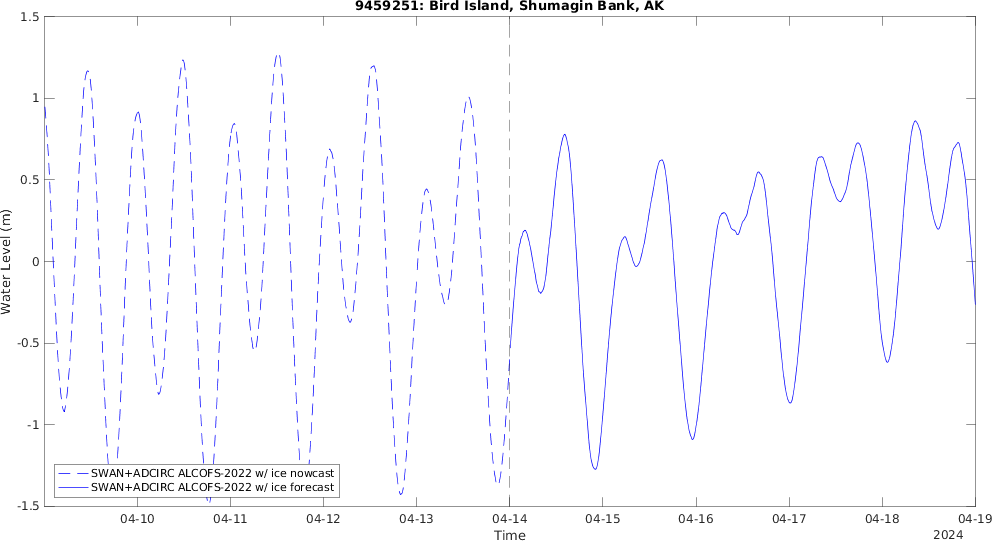 9459251: Bird Island, Shumagin Bank, AK
1.5
1
0.5
0
-0.5
-1
-1.5
Water Level (m)
SWAN+ADCIRC ALCOFS-2022 w/ ice nowcast
SWAN+ADCIRC ALCOFS-2022 w/ ice forecast
04-10 04-11 04-12 04-13 04-14 04-15 04-16 04-17 04-18 04-19
Time
2024